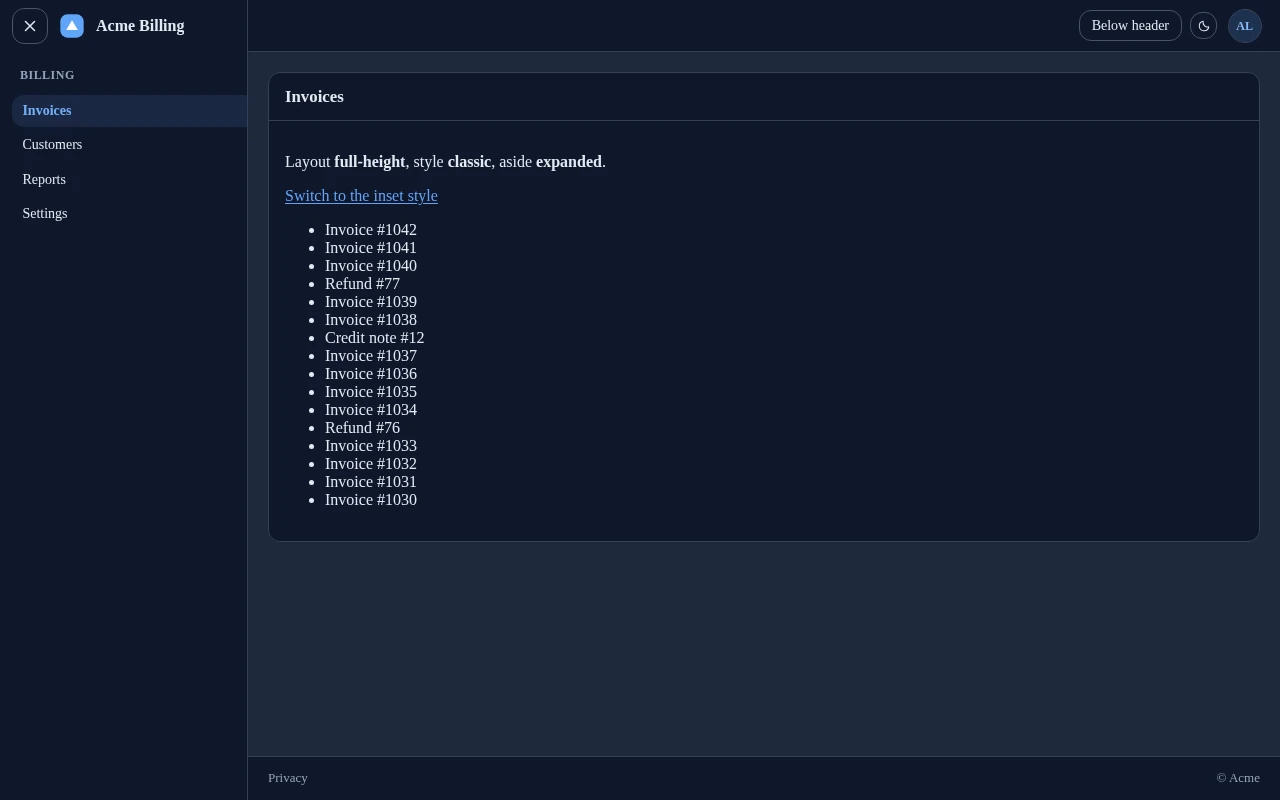 Acme Billing
Below header
AL
BILLING
Invoices
Customers
Reports
Settings
Invoices
Layout full-height, style classic, aside expanded.
Switch to the inset style
Invoice #1042
Invoice #1041
Invoice #1040
Refund #77
Invoice #1039
Invoice #1038
Credit note #12
Invoice #1037
Invoice #1036
Invoice #1035
Invoice #1034
Refund #76
Invoice #1033
Invoice #1032
Invoice #1031
Invoice #1030
Privacy
© Acme